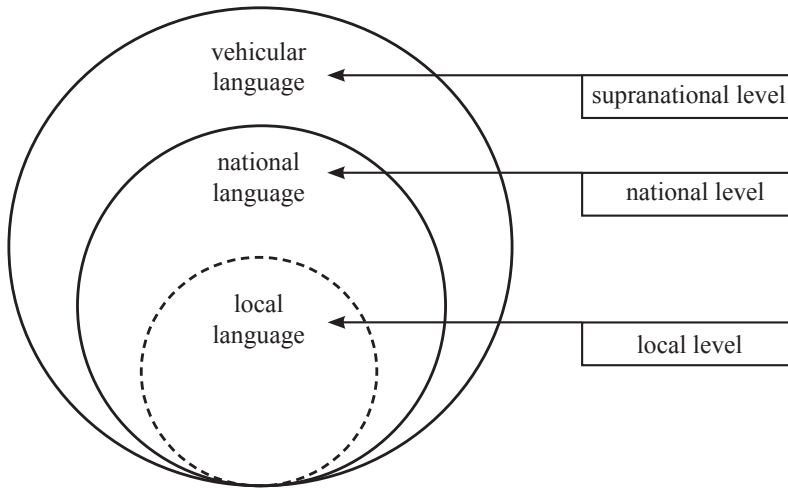 vehicular
language
supranational level
national
language
national level
local
language
local level